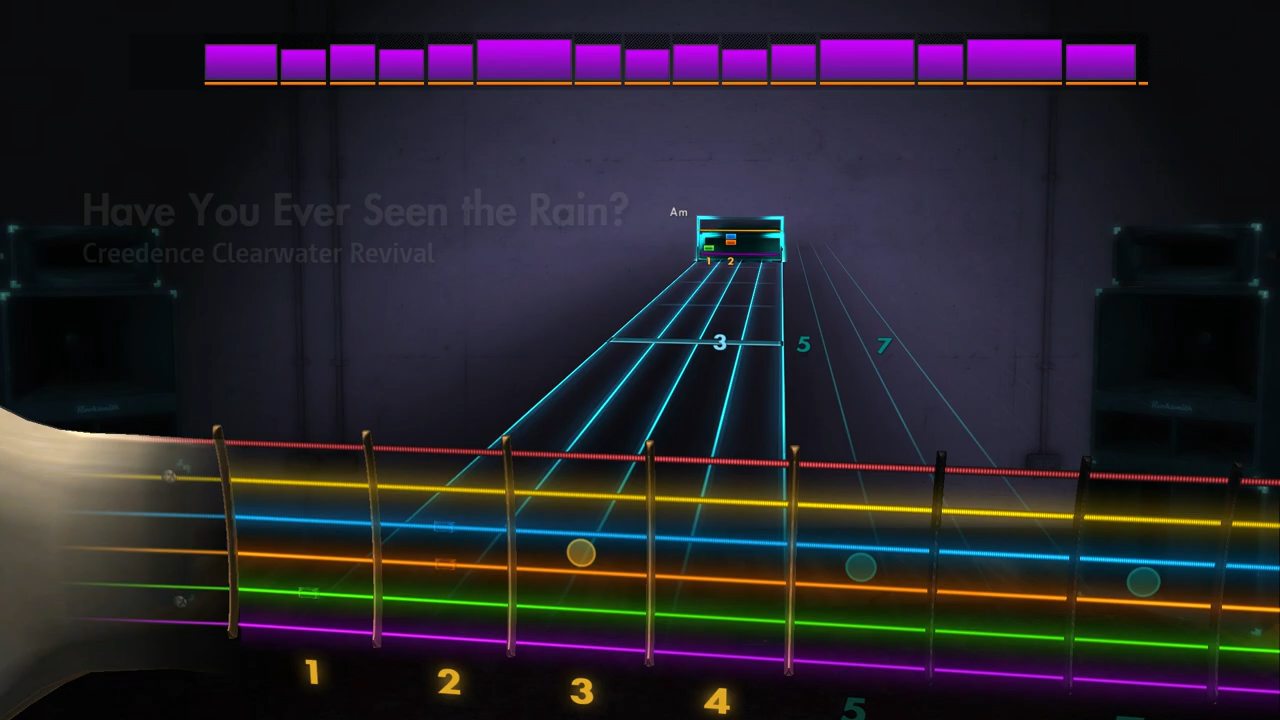 Have You Ever Seen the Rain?
Creedence Clearwater Revival
Am
1 2
3 5 7
1 2 3 4 5